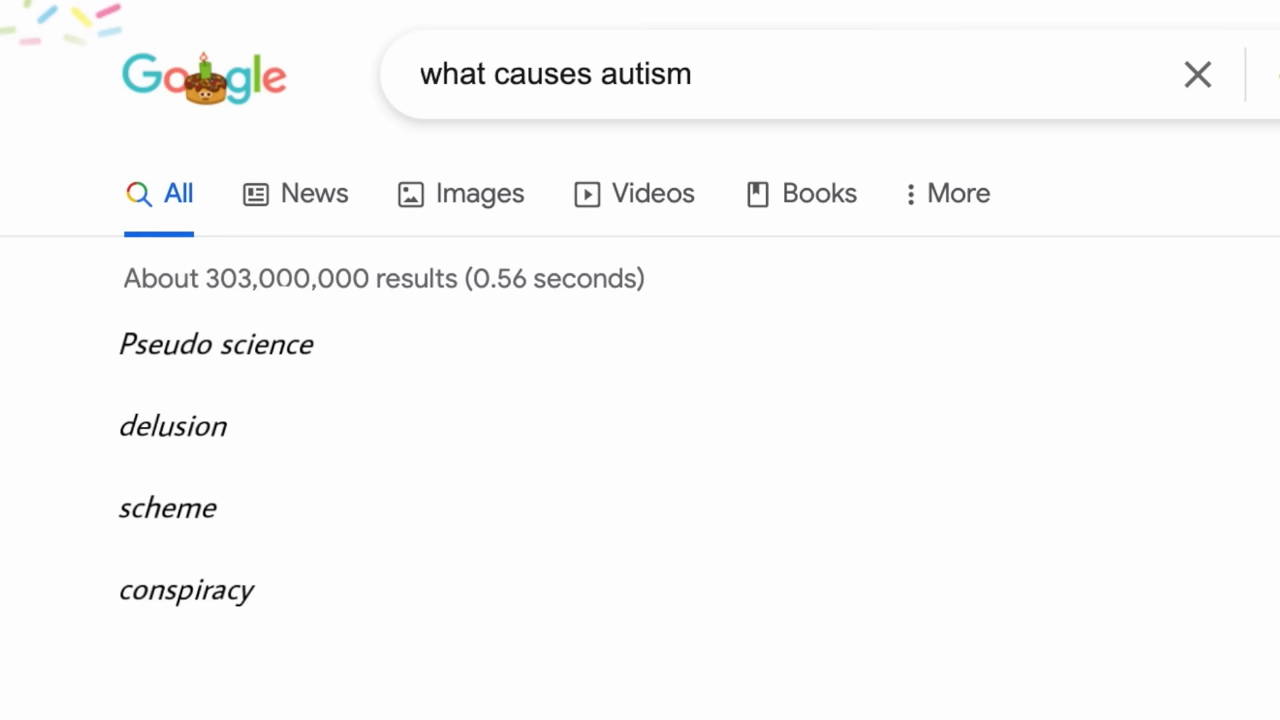 Google
what causes autism
All News Images Videos Books More
About 303,000,000 results (0.56 seconds)
Pseudo science
delusion
scheme
conspiracy